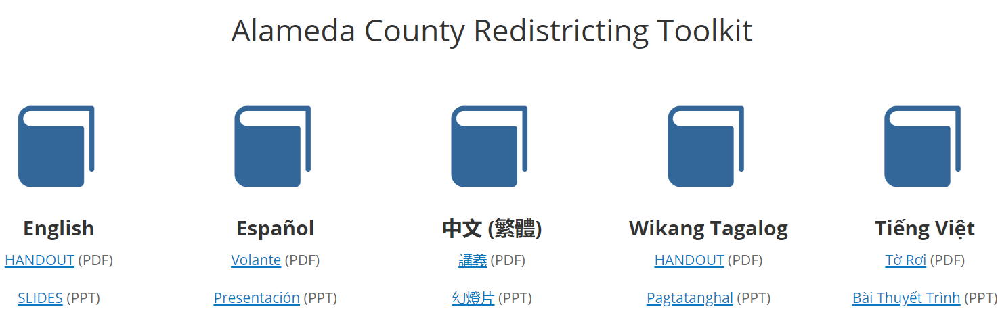 Alameda County Redistricting Toolkit
English
HANDOUT (PDF)
SLIDES (PPT)
Español
Volante (PDF)
Presentación (PPT)
中文 (繁體)
講義 (PDF)
幻燈片 (PPT)
Wikang Tagalog
HANDOUT (PDF)
Pagtatanghal (PPT)
Tiếng Việt
Tờ Rơi (PDF)
Bài Thuyết Trình (PPT)